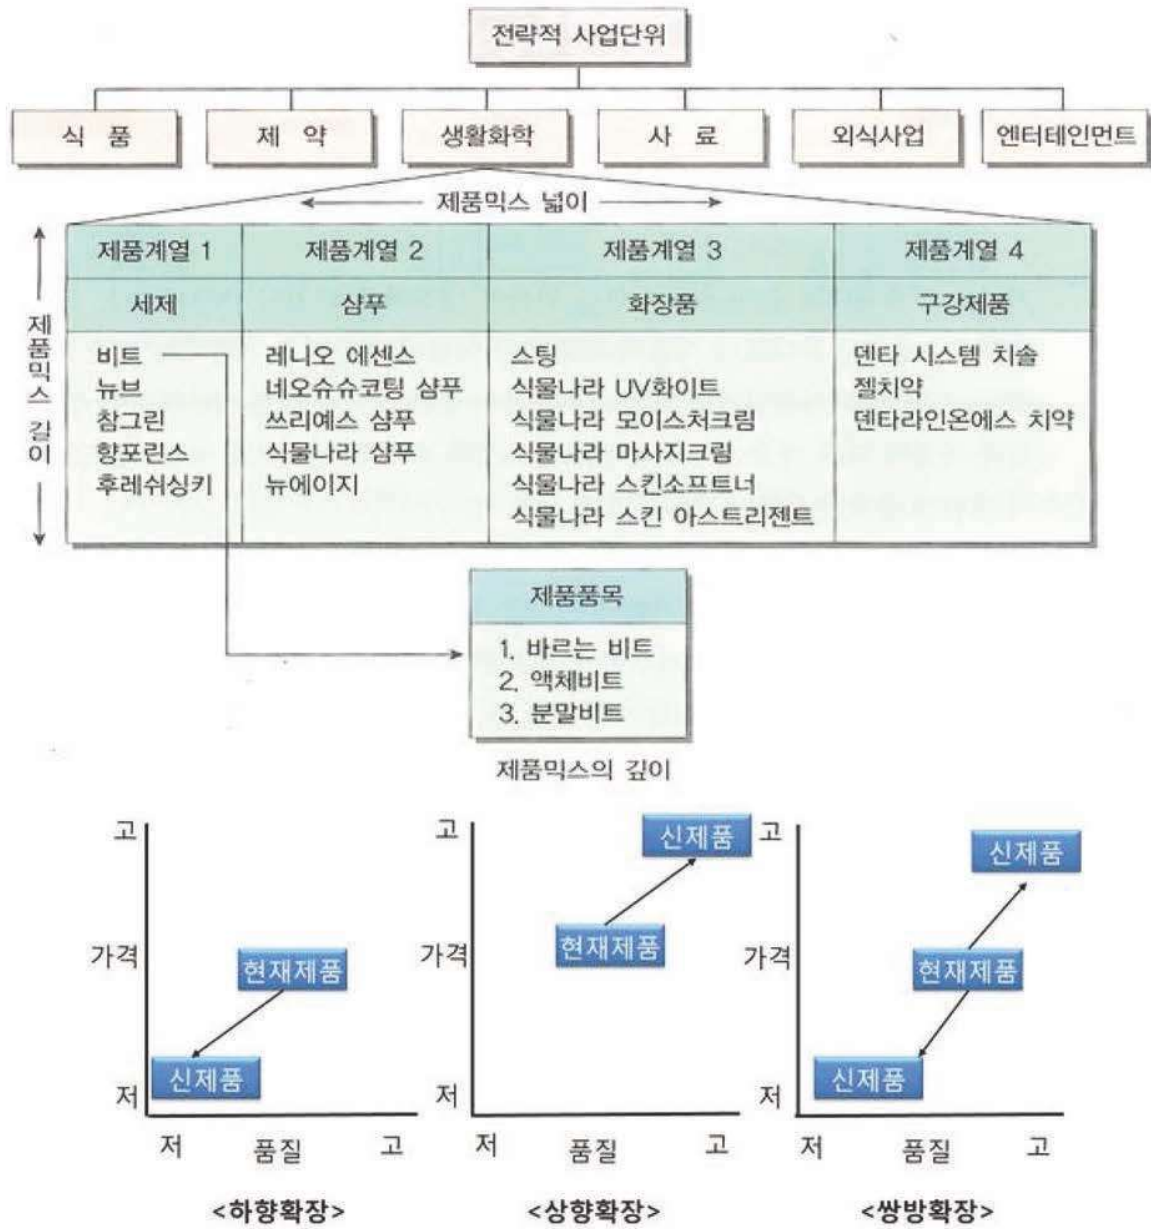 전략적 사업단위
식 품
제 약
생활화학
사 료
외식사업
엔터테인먼트
제품믹스 넓이
제품믹스 길이
제품계열 1
제품계열 2
제품계열 3
제품계열 4
세제
샴푸
화장품
구강제품
비트
뉴브
참그린
향포린스
후레쉬싱키
레니오 에센스
네오슈슈코팅 샴푸
쓰리예스 샴푸
식물나라 샴푸
뉴에이지
스팅
식물나라 UV화이트
식물나라 모이스처크림
식물나라 마사지크림
식물나라 스킨소프트너
식물나라 스킨 아스트리젠트
덴타 시스템 치솔
젤치약
덴타라인온에스 치약
제품품목
1. 바르는 비트
2. 액체비트
3. 분말비트
제품믹스의 깊이
고
가격
저
현재제품
신제품
저
품질
고
<하향확장>
고
가격
저
신제품
현재제품
저
품질
고
<상향확장>
고
가격
저
신제품
현재제품
신제품
저
품질
고
<쌍방확장>